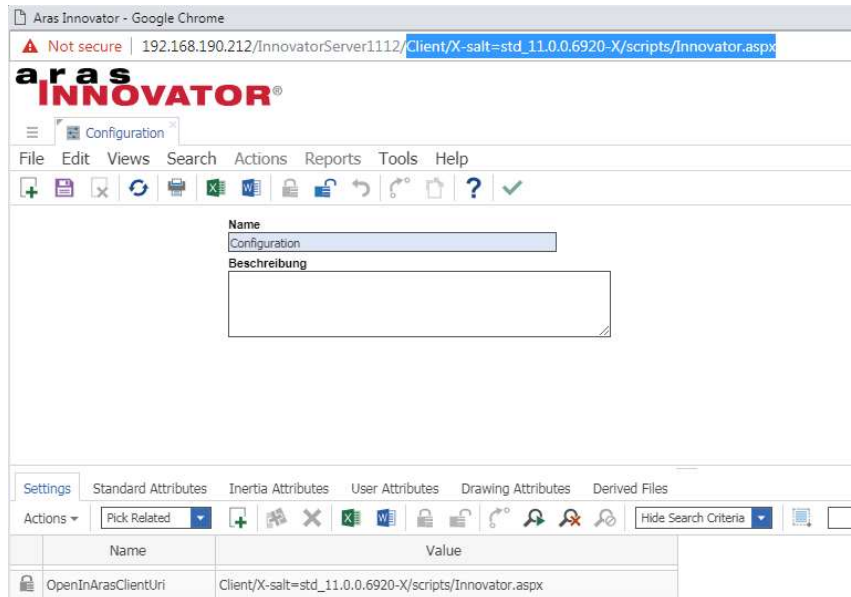 Aras Innovator - Google Chrome
Not secure | 192.168.190.212/InnovatorServer1112/Client/X-salt=std_11.0.0.6920-X/scripts/Innovator.aspx
aras
INNOVATOR®
Configuration
File Edit Views Search Actions Reports Tools Help
Name
Configuration
Beschreibung
Settings Standard Attributes Inertia Attributes User Attributes Drawing Attributes Derived Files
Actions Pick Related Hide Search Criteria
Name Value
OpenInArasClientUri Client/X-salt=std_11.0.0.6920-X/scripts/Innovator.aspx